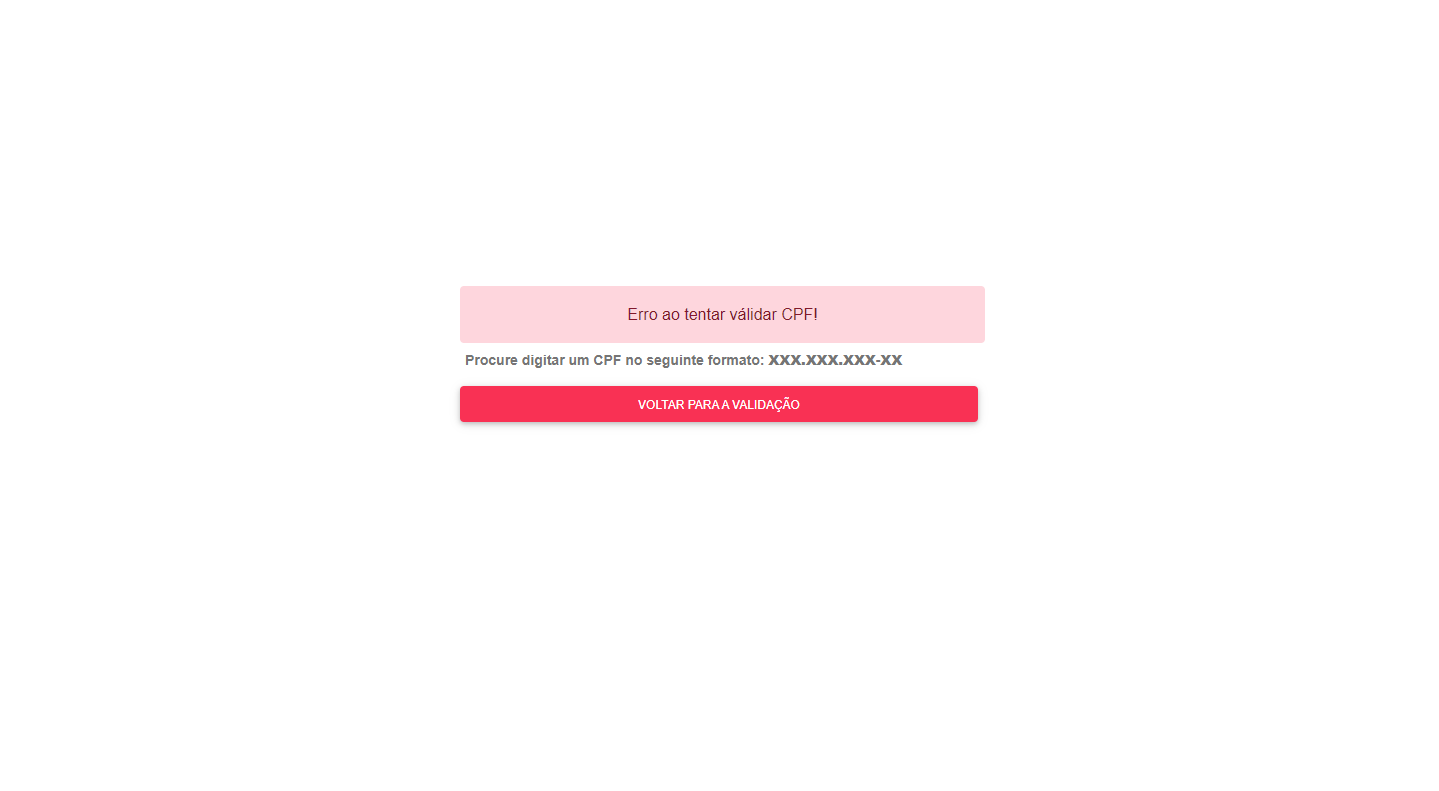 Erro ao tentar válidar CPF!
Procure digitar um CPF no seguinte formato: XXX.XXX.XXX-XX
VOLTAR PARA A VALIDAÇÃO